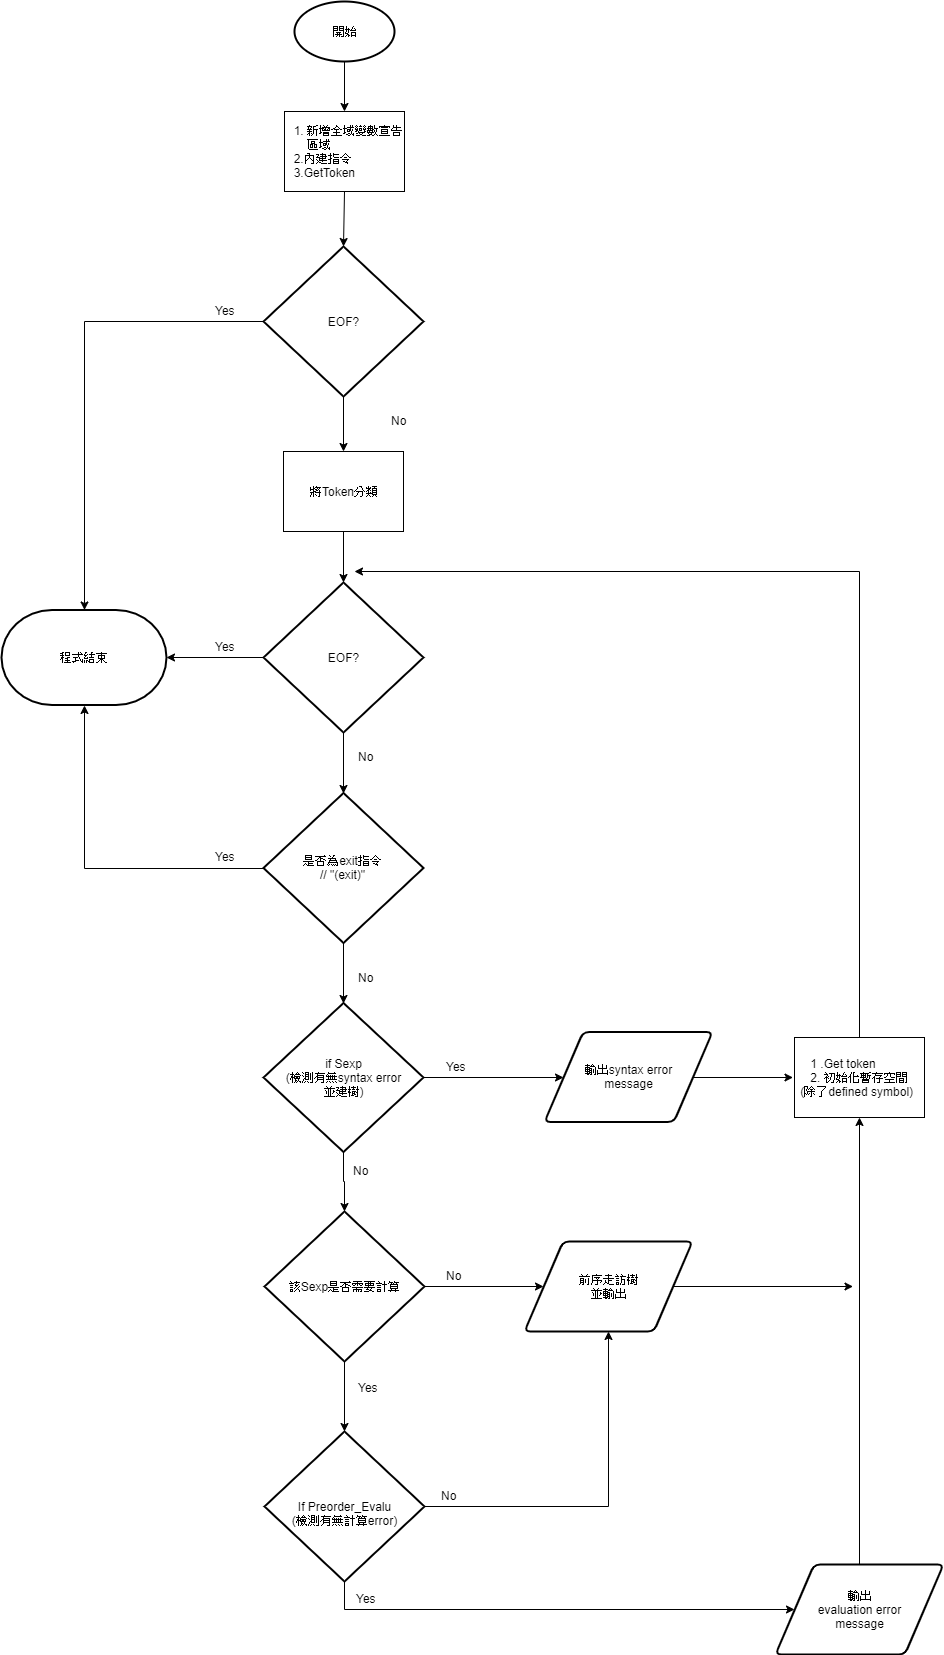 開始
1. 新增全域變數宣告
區域
2.內建指令
3.GetToken
Yes
EOF?
No
將Token分類
Yes
EOF?
程式結束
No
Yes
是否為exit指令
// "(exit)"
No
if Sexp
(檢測有無syntax error
並建樹)
Yes
輸出syntax error
message
1 .Get token
2. 初始化暫存空間
(除了defined symbol)
No
該Sexp是否需要計算
No
前序走訪樹
並輸出
Yes
If Preorder_Evalu
(檢測有無計算error)
No
Yes
輸出
evaluation error
message